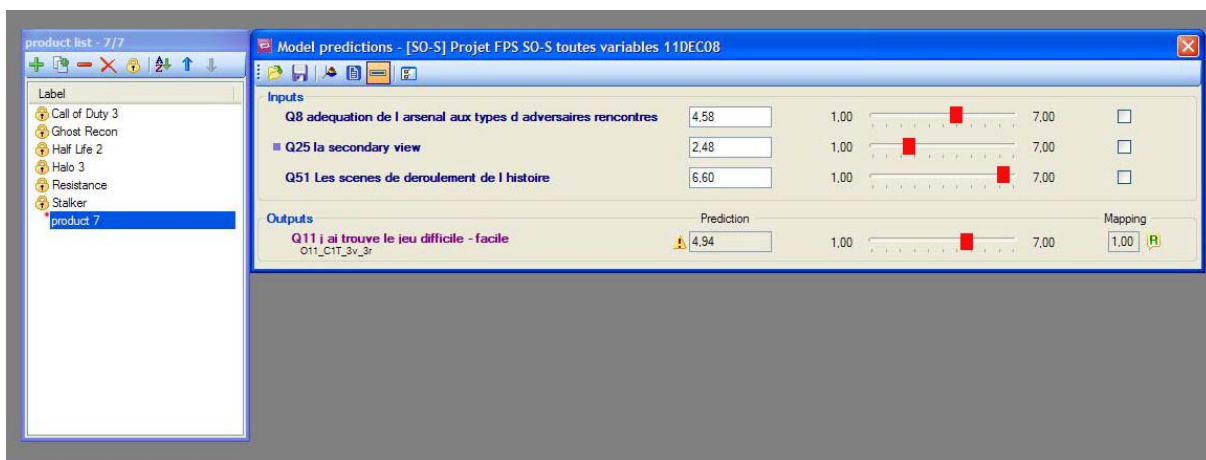 product list - 7/7
Label
Call of Duty 3
Ghost Recon
Half Life 2
Halo 3
Resistance
Stalker
product 7
Model predictions - [SO-S] Projet FPS SO-S toutes variables 11DEC08
Inputs
Q8 adequation de l arsenal aux types d adversaires rencontres 4,58 1,00 7,00
Q25 la secondary view 2,48 1,00 7,00
Q51 Les scenes de deroulement de l histoire 6,60 1,00 7,00
Outputs Prediction Mapping
Q11 j ai trouve le jeu difficile - facile 4,94 1,00 7,00 1,00 R
O11_C1T_3v_3r